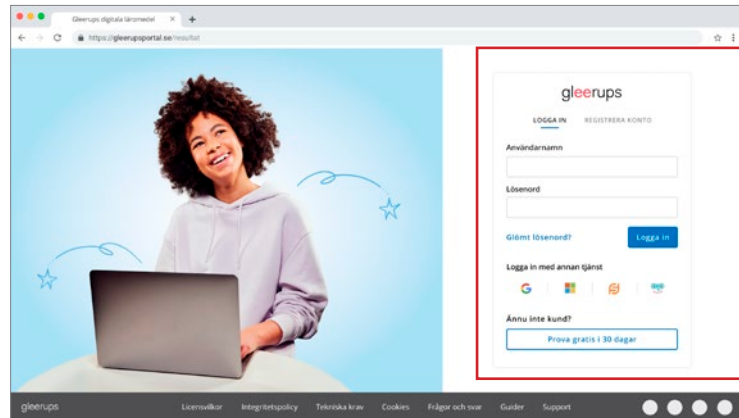 Gleerups digitala läromedel
https://gleerupsportal.se/resultat
gleerups
LOGGA IN REGISTRERA KONTO
Användarnamn
Lösenord
Glömt lösenord? Logga in
Logga in med annan tjänst
Ännu inte kund?
Prova gratis i 30 dagar
gleerups Licensvillkor Integritetspolicy Tekniska krav Cookies Frågor och svar Guider Support